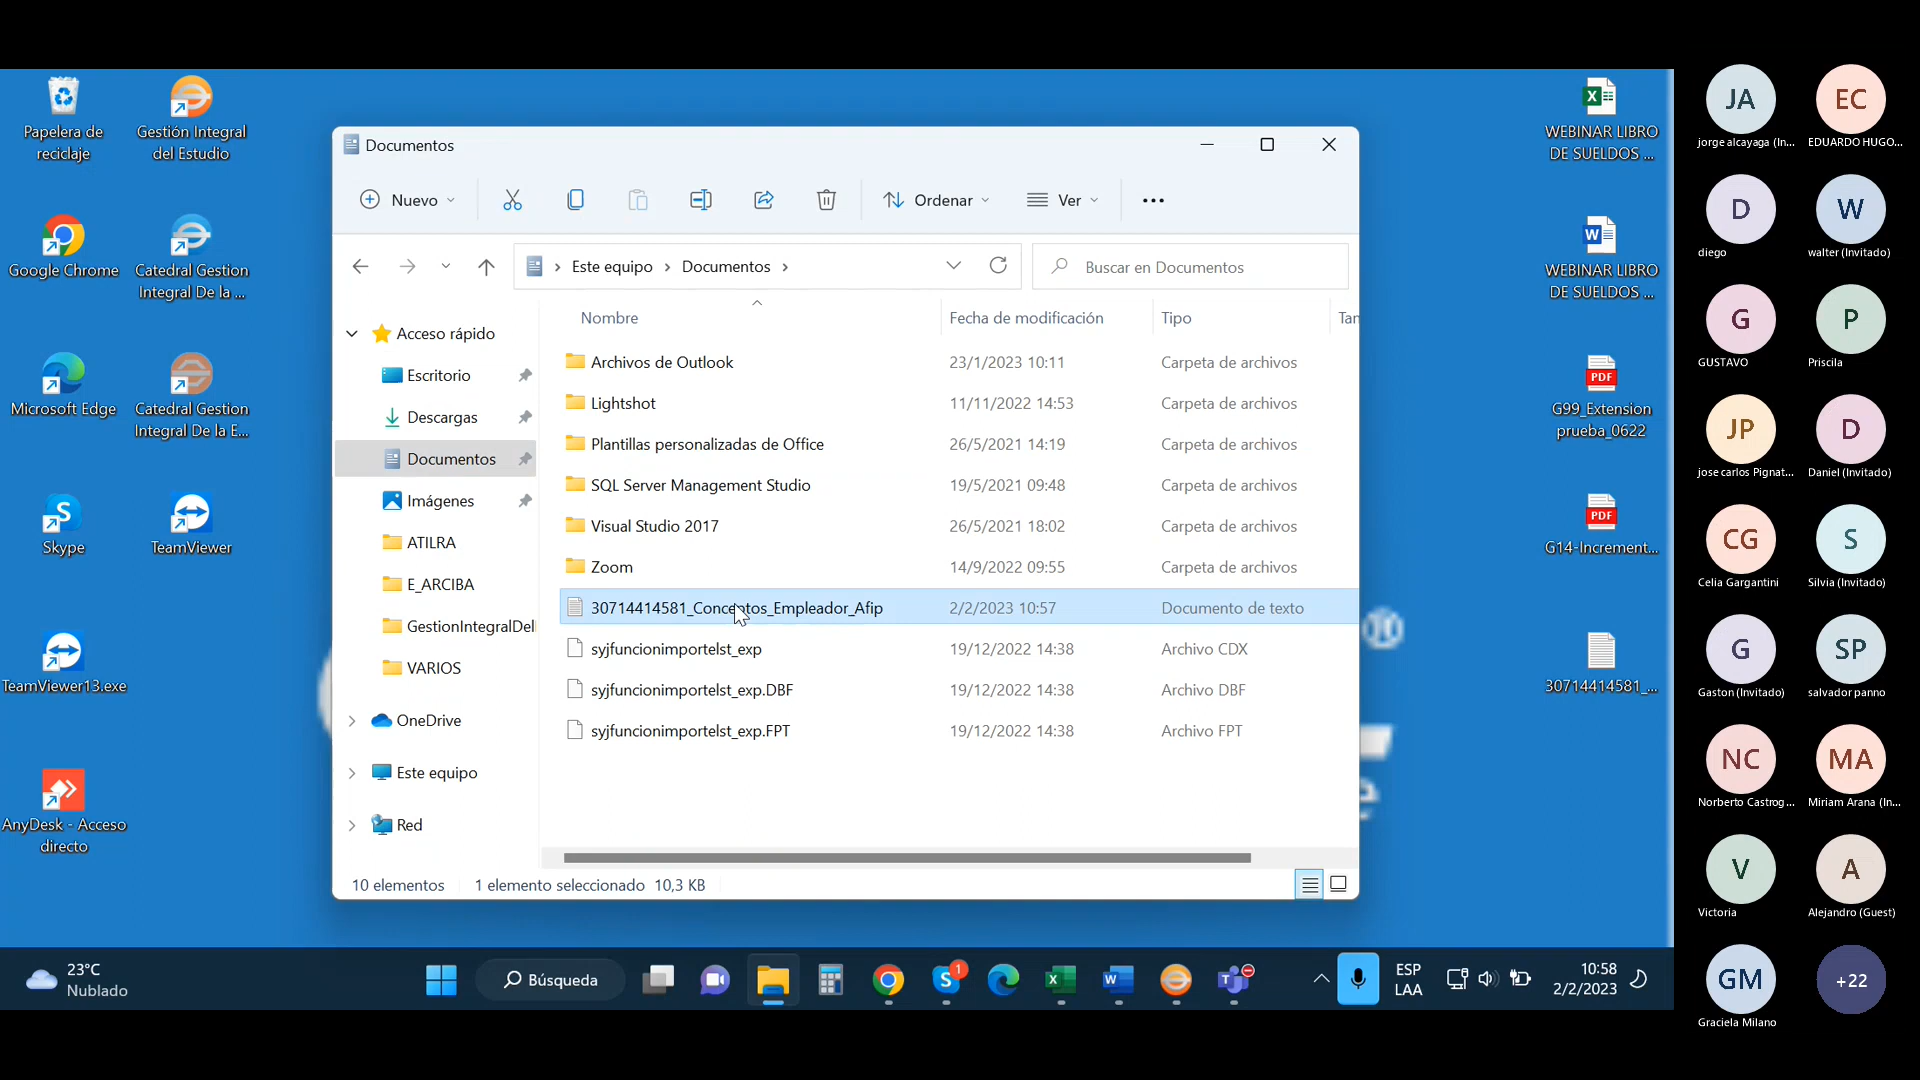 Papelera de
reciclaje
Gestión Integral
del Estudio
Google Chrome
Catedral Gestion
Integral De la ...
Microsoft Edge
Catedral Gestion
Integral De la E...
Skype
TeamViewer
TeamViewer13.exe
AnyDesk - Acceso
directo
Documentos
Nuevo
Ordenar
Ver
Este equipo
Documentos
Buscar en Documentos
Nombre
Fecha de modificación
Tipo
Tan
Acceso rápido
Escritorio
Descargas
Documentos
Imágenes
ATILRA
E_ARCIBA
GestionIntegralDel
VARIOS
OneDrive
Este equipo
Red
Archivos de Outlook 23/1/2023 10:11 Carpeta de archivos
Lightshot 11/11/2022 14:53 Carpeta de archivos
Plantillas personalizadas de Office 26/5/2021 14:19 Carpeta de archivos
SQL Server Management Studio 19/5/2021 09:48 Carpeta de archivos
Visual Studio 2017 26/5/2021 18:02 Carpeta de archivos
Zoom 14/9/2022 09:55 Carpeta de archivos
30714414581_Conceptos_Empleador_Afip 2/2/2023 10:57 Documento de texto
syjfuncionimportelst_exp 19/12/2022 14:38 Archivo CDX
syjfuncionimportelst_exp.DBF 19/12/2022 14:38 Archivo DBF
syjfuncionimportelst_exp.FPT 19/12/2022 14:38 Archivo FPT
10 elementos
1 elemento seleccionado 10,3 KB
WEBINAR LIBRO
DE SUELDOS ...
WEBINAR LIBRO
DE SUELDOS ...
PDF
G99_Extension
prueba_0622
PDF
G14-Increment...
30714414581_...
®
23°C
Nublado
Búsqueda
1
ESP
LAA
10:58
2/2/2023
JA
jorge alcayaga (In...
EC
EDUARDO HUGO...
D
diego
W
walter (Invitado)
G
GUSTAVO
P
Priscila
JP
jose carlos Pignat...
D
Daniel (Invitado)
CG
Celia Gargantini
S
Silvia (Invitado)
G
Gaston (Invitado)
SP
salvador panno
NC
Norberto Castrog...
MA
Miriam Arana (In...
V
Victoria
A
Alejandro (Guest)
GM
Graciela Milano
+22